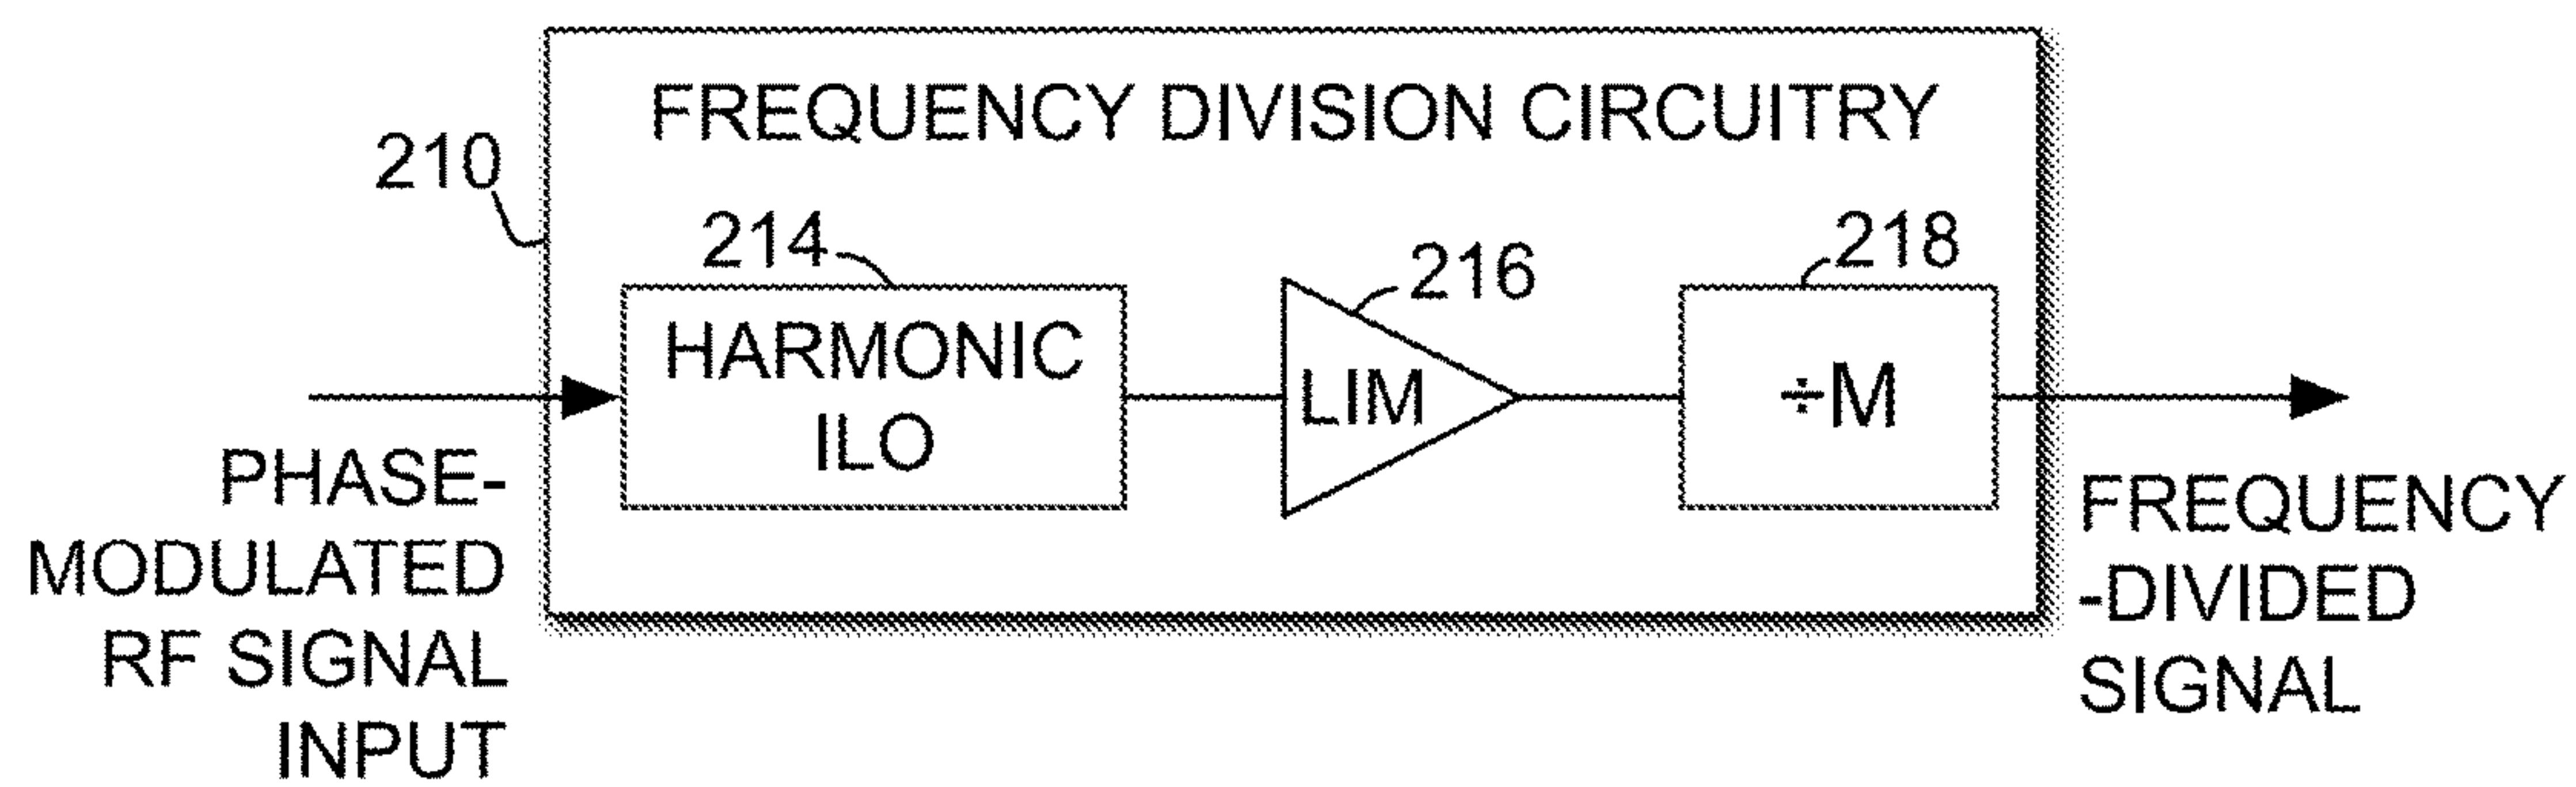 FREQUENCY DIVISION CIRCUITRY
210
214
216
218
HARMONIC
ILO
LIM
÷M
PHASE-
MODULATED
RF SIGNAL
INPUT
FREQUENCY
-DIVIDED
SIGNAL